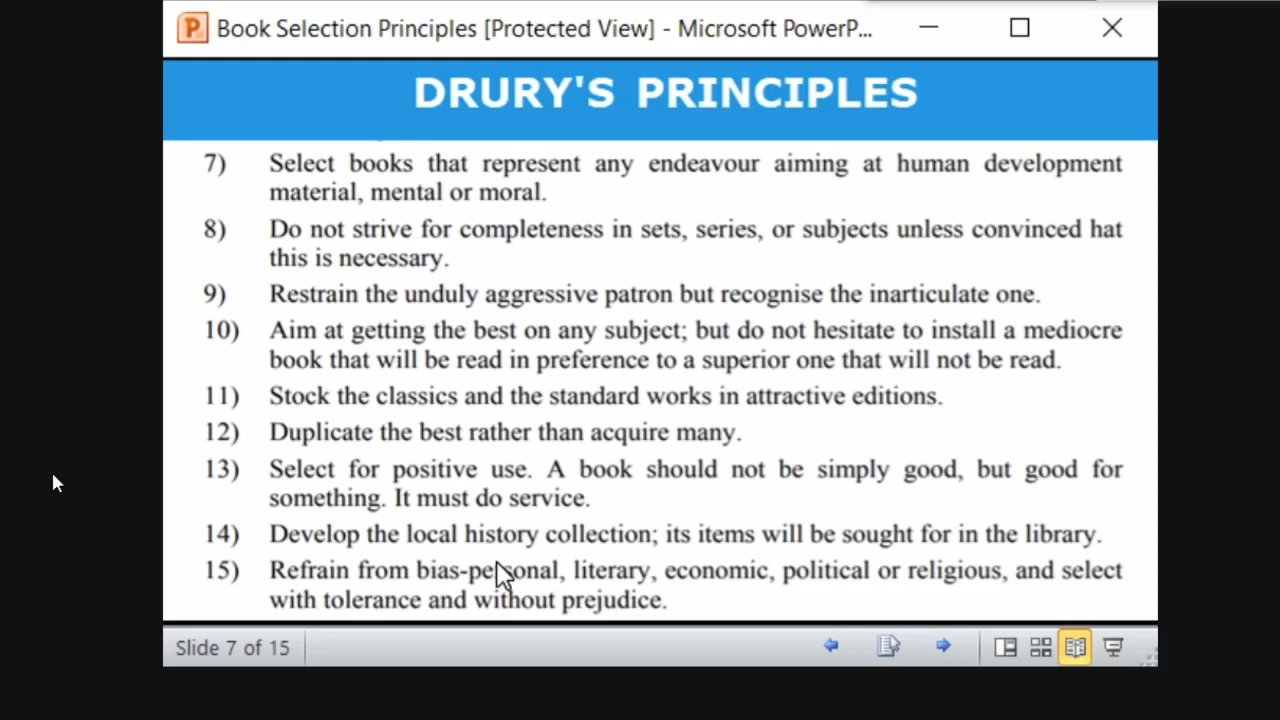 Book Selection Principles [Protected View] - Microsoft PowerP...
DRURY'S PRINCIPLES
7) Select books that represent any endeavour aiming at human development
material, mental or moral.
8) Do not strive for completeness in sets, series, or subjects unless convinced hat
this is necessary.
9) Restrain the unduly aggressive patron but recognise the inarticulate one.
10) Aim at getting the best on any subject; but do not hesitate to install a mediocre
book that will be read in preference to a superior one that will not be read.
11) Stock the classics and the standard works in attractive editions.
12) Duplicate the best rather than acquire many.
13) Select for positive use. A book should not be simply good, but good for
something. It must do service.
14) Develop the local history collection; its items will be sought for in the library.
15) Refrain from bias-personal, literary, economic, political or religious, and select
with tolerance and without prejudice.
Slide 7 of 15